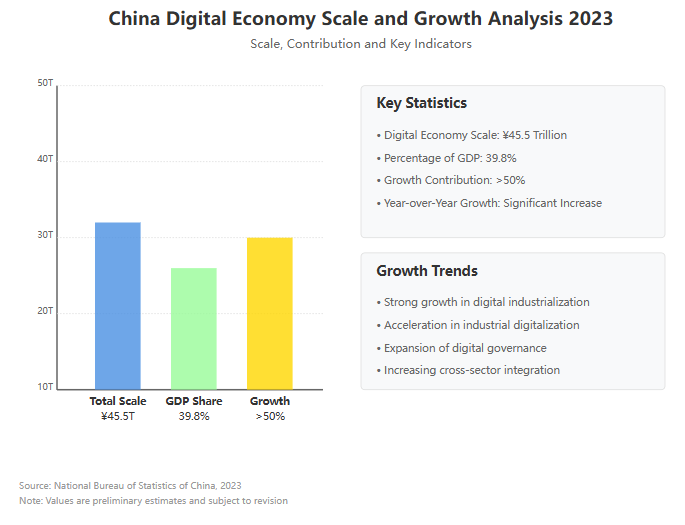 China Digital Economy Scale and Growth Analysis 2023
Scale, Contribution and Key Indicators
50T
40T
30T
20T
10T
Total Scale
¥45.5T
GDP Share
39.8%
Growth
>50%
Key Statistics
• Digital Economy Scale: ¥45.5 Trillion
• Percentage of GDP: 39.8%
• Growth Contribution: >50%
• Year-over-Year Growth: Significant Increase
Growth Trends
• Strong growth in digital industrialization
• Acceleration in industrial digitalization
• Expansion of digital governance
• Increasing cross-sector integration
Source: National Bureau of Statistics of China, 2023
Note: Values are preliminary estimates and subject to revision